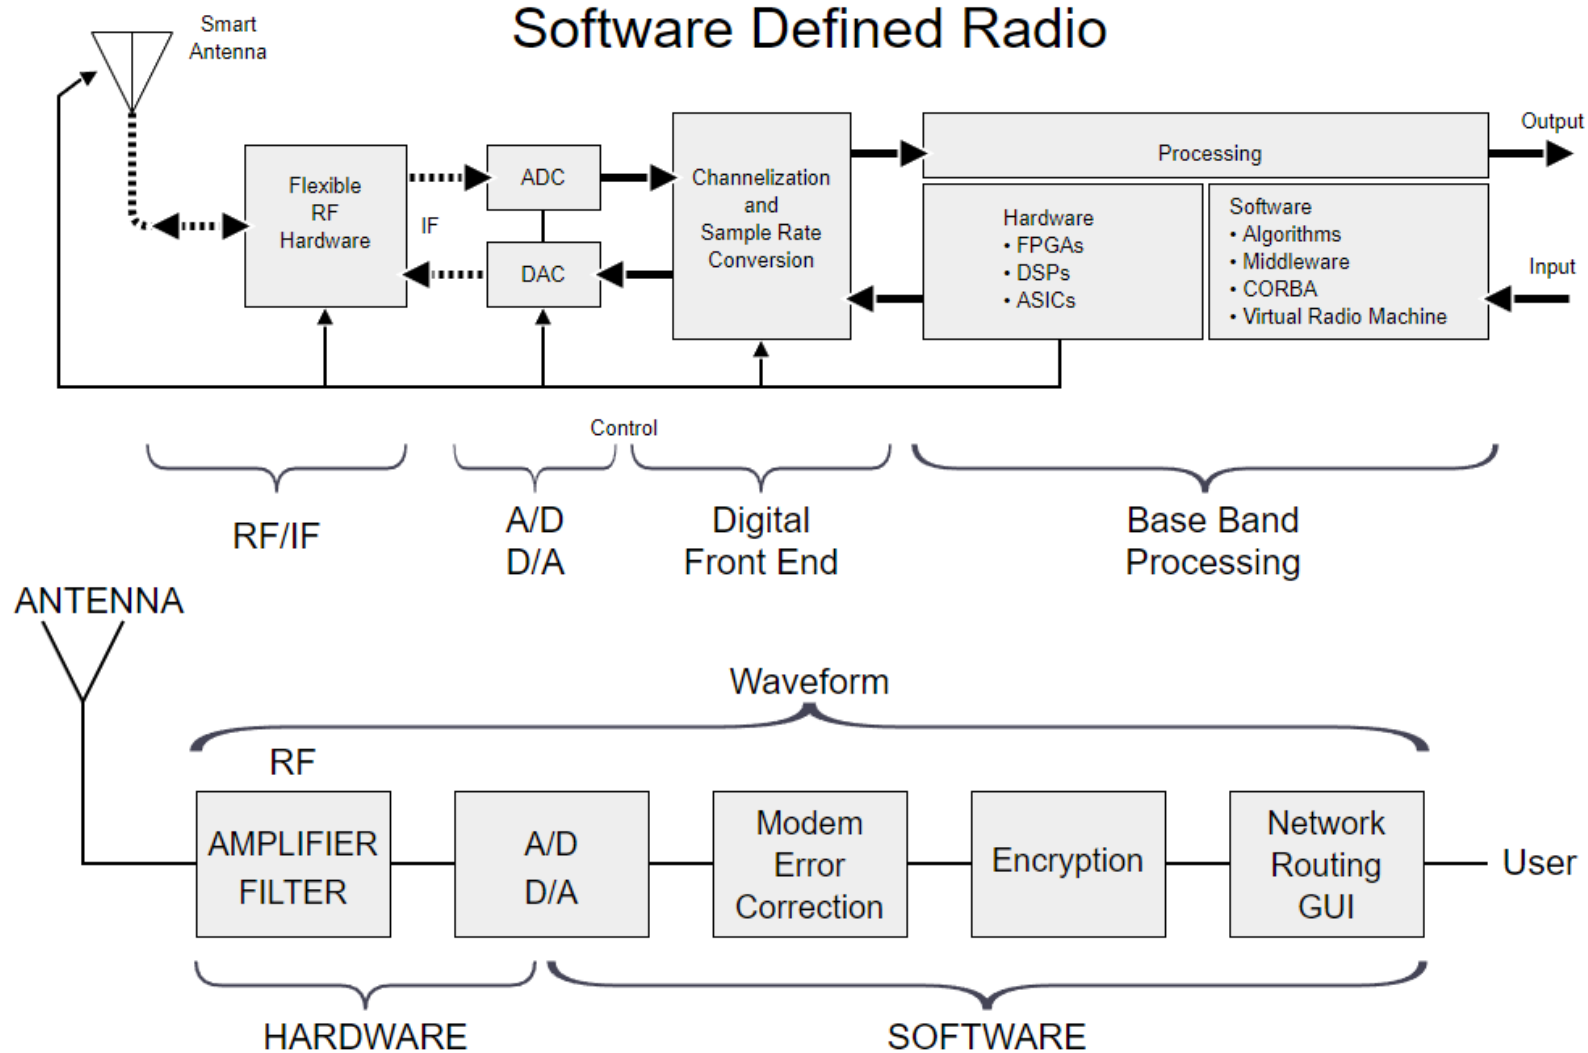 Software Defined Radio
Smart
Antenna
Flexible
RF
Hardware
IF
ADC
DAC
Channelization
and
Sample Rate
Conversion
Processing
Hardware
• FPGAs
• DSPs
• ASICs
Software
• Algorithms
• Middleware
• CORBA
• Virtual Radio Machine
Output
Input
Control
RF/IF
A/D
D/A
Digital
Front End
Base Band
Processing
ANTENNA
Waveform
RF
AMPLIFIER
FILTER
A/D
D/A
Modem
Error
Correction
Encryption
Network
Routing
GUI
User
HARDWARE
SOFTWARE